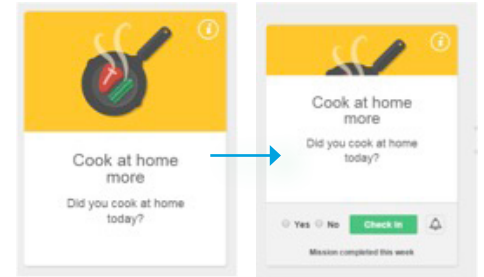 Cook at home
more
Did you cook at home
today?
Cook at home
more
Did you cook at home
today?
Yes No Check in
Mission completed this week